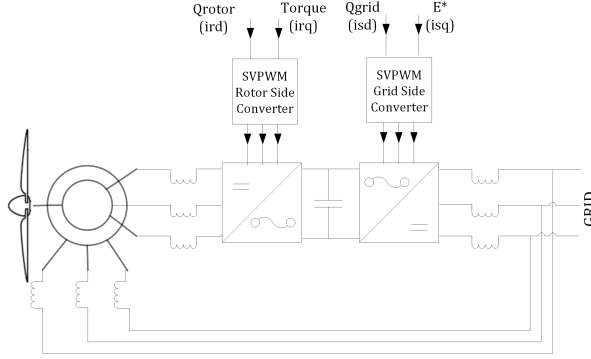 Qrotor
(ird)
Torque
(irq)
Qgrid
(isd)
E*
(isq)
SVPWM
Rotor Side
Converter
SVPWM
Grid Side
Converter
GRID